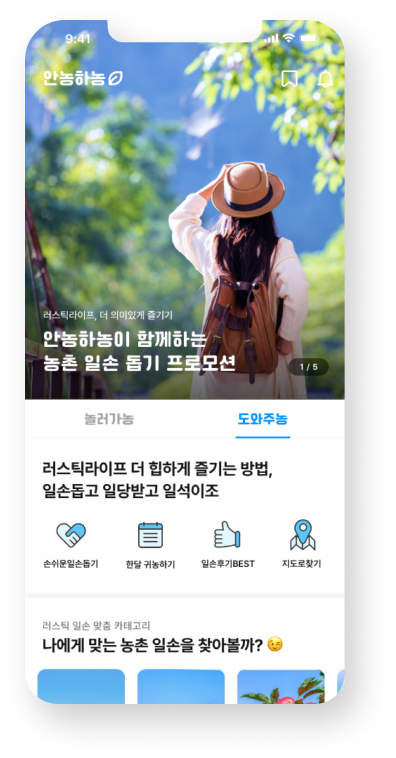 9:41
안농하농
러스틱라이프, 더 의미있게 즐기기
안농하농이 함께하는
농촌 일손 돕기 프로모션
1 / 5
놀러가농
도와주농
러스틱라이프 더 힙하게 즐기는 방법,
일손돕고 일당받고 일석이조
손쉬운일손돕기
한달 귀농하기
일손후기BEST
지도로찾기
러스틱 일손 맞춤 카테고리
나에게 맞는 농촌 일손을 찾아볼까? 😉